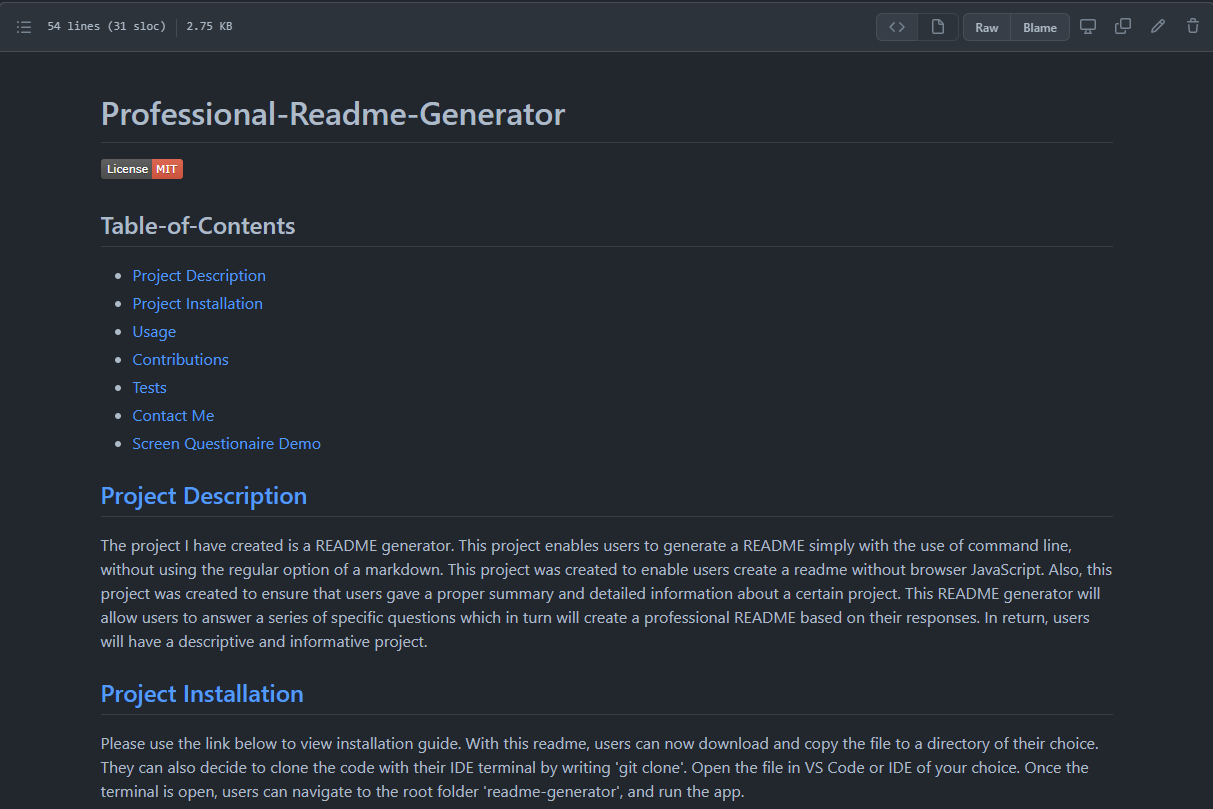 54 lines (31 sloc) 2.75 KB
Raw Blame
Professional-Readme-Generator
License MIT
Table-of-Contents
Project Description
Project Installation
Usage
Contributions
Tests
Contact Me
Screen Questionaire Demo
Project Description
The project I have created is a README generator. This project enables users to generate a README simply with the use of command line,
without using the regular option of a markdown. This project was created to enable users create a readme without browser JavaScript. Also, this
project was created to ensure that users gave a proper summary and detailed information about a certain project. This README generator will
allow users to answer a series of specific questions which in turn will create a professional README based on their responses. In return, users
will have a descriptive and informative project.
Project Installation
Please use the link below to view installation guide. With this readme, users can now download and copy the file to a directory of their choice.
They can also decide to clone the code with their IDE terminal by writing 'git clone'. Open the file in VS Code or IDE of your choice. Once the
terminal is open, users can navigate to the root folder 'readme-generator', and run the app.